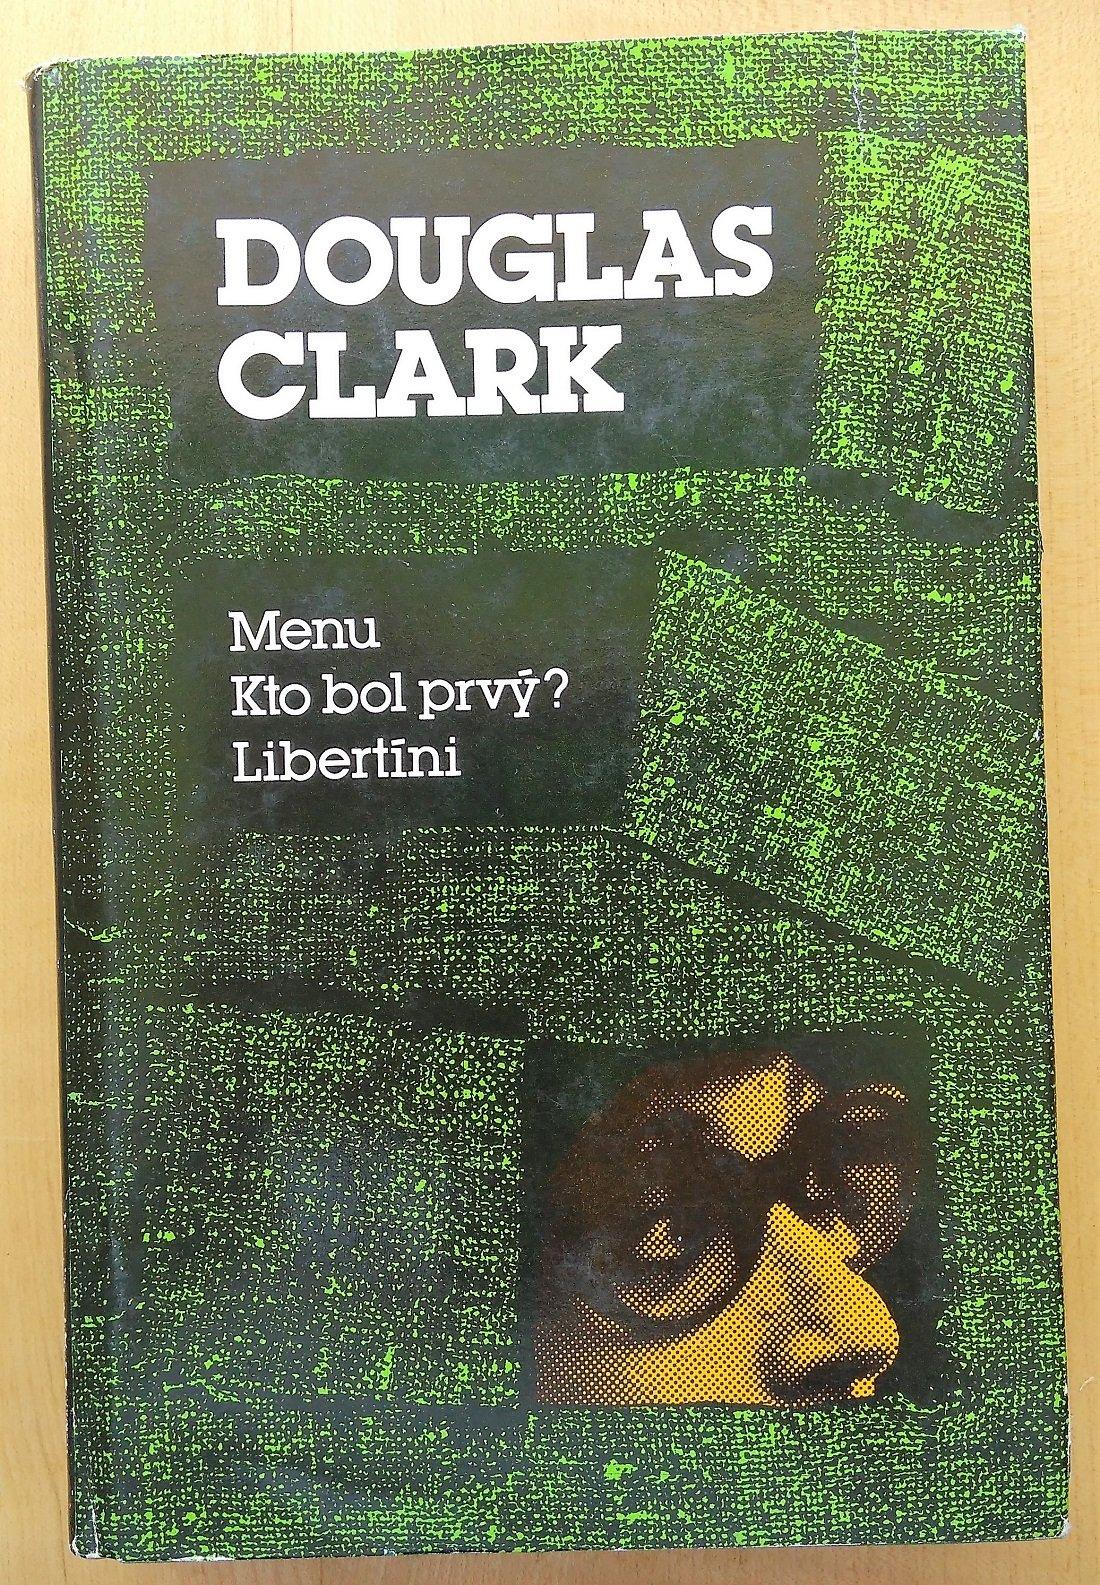 DOUGLAS
CLARK
Menu
Kto bol prvý?
Libertíni